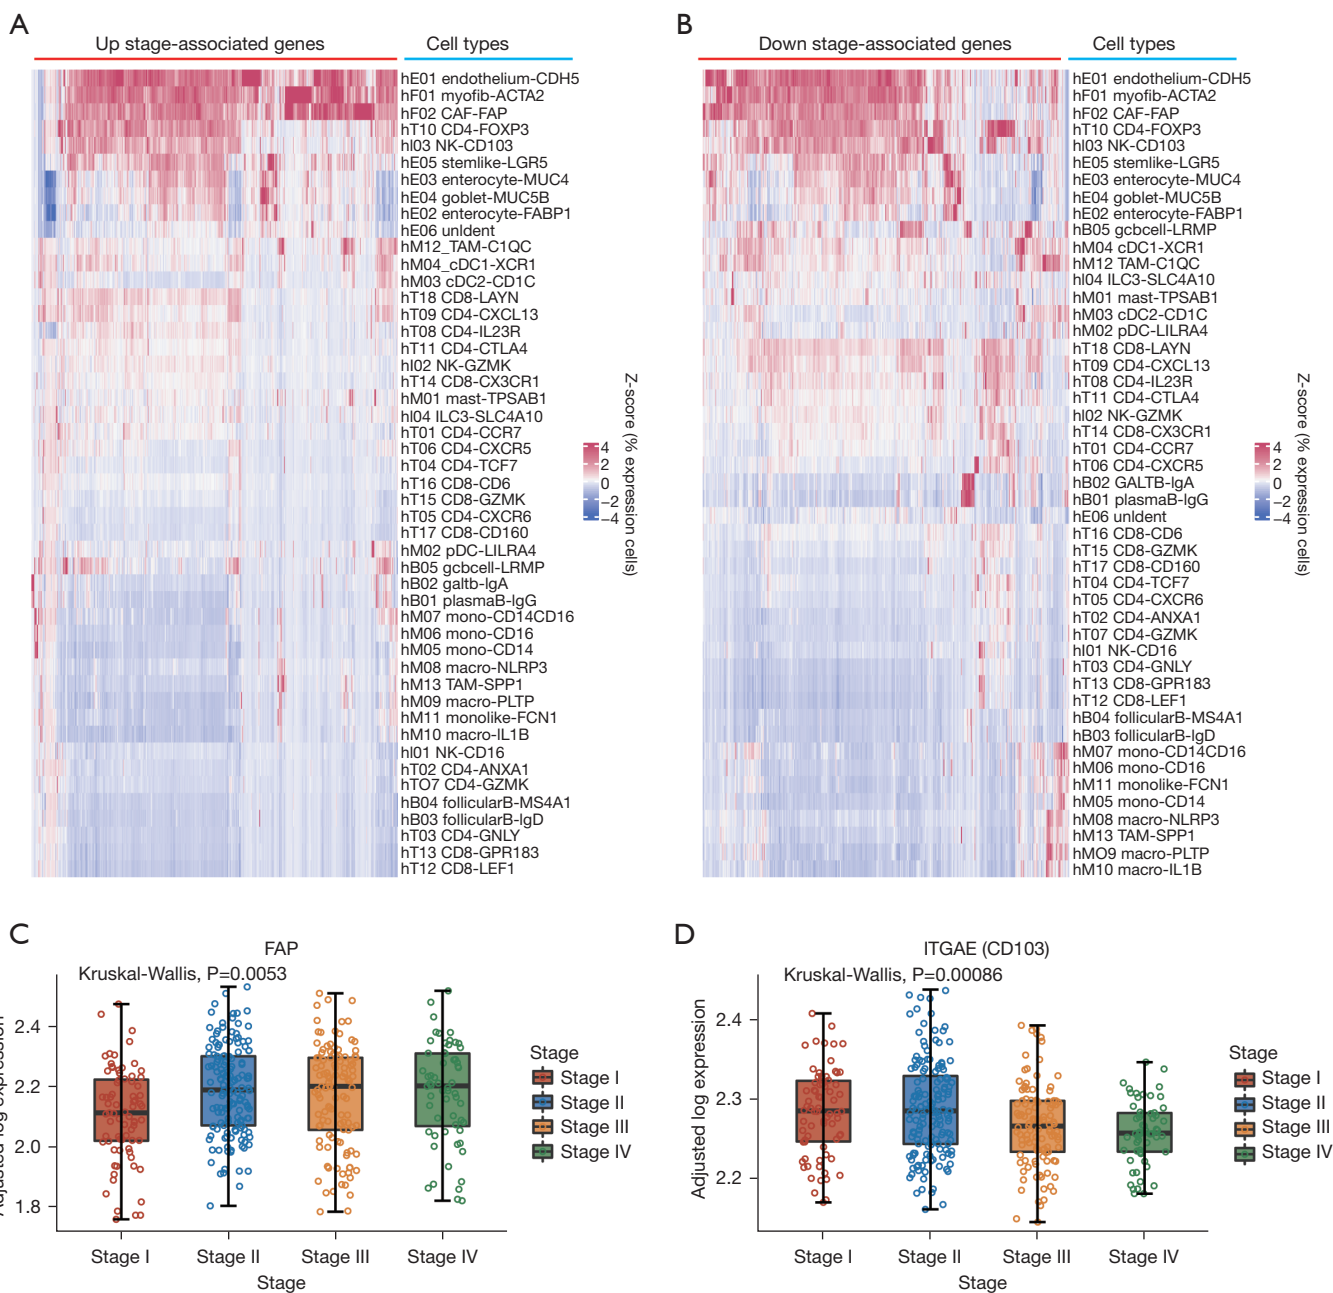 A
Up stage-associated genes
Cell types
hE01 endothelium-CDH5
hF01 myofib-ACTA2
hF02 CAF-FAP
hT10 CD4-FOXP3
hI03 NK-CD103
hE05 stemlike-LGR5
hE03 enterocyte-MUC4
hE04 goblet-MUC5B
hE02 enterocyte-FABP1
hE06 unIdent
hM12_TAM-C1QC
hM04_cDC1-XCR1
hM03 cDC2-CD1C
hT18 CD8-LAYN
hT09 CD4-CXCL13
hT08 CD4-IL23R
hT11 CD4-CTLA4
hI02 NK-GZMK
hT14 CD8-CX3CR1
hM01 mast-TPSAB1
hI04 ILC3-SLC4A10
hT01 CD4-CCR7
hT06 CD4-CXCR5
hT04 CD4-TCF7
hT16 CD8-CD6
hT15 CD8-GZMK
hT05 CD4-CXCR6
hT17 CD8-CD160
hM02 pDC-LILRA4
hB05 gcbcell-LRMP
hB02 galtb-IgA
hB01 plasmaB-IgG
hM07 mono-CD14CD16
hM06 mono-CD16
hM05 mono-CD14
hM08 macro-NLRP3
hM13 TAM-SPP1
hM09 macro-PLTP
hM11 monolike-FCN1
hM10 macro-IL1B
hI01 NK-CD16
hT02 CD4-ANXA1
hTO7 CD4-GZMK
hB04 follicularB-MS4A1
hB03 follicularB-IgD
hT03 CD4-GNLY
hT13 CD8-GPR183
hT12 CD8-LEF1
Z-score (% expression cells)
4
2
0
−2
−4
B
Down stage-associated genes
Cell types
hE01 endothelium-CDH5
hF01 myofib-ACTA2
hF02 CAF-FAP
hT10 CD4-FOXP3
hI03 NK-CD103
hE05 stemlike-LGR5
hE03 enterocyte-MUC4
hE04 goblet-MUC5B
hE02 enterocyte-FABP1
hB05 gcbcell-LRMP
hM04 cDC1-XCR1
hM12 TAM-C1QC
hI04 ILC3-SLC4A10
hM01 mast-TPSAB1
hM03 cDC2-CD1C
hM02 pDC-LILRA4
hT18 CD8-LAYN
hT09 CD4-CXCL13
hT08 CD4-IL23R
hT11 CD4-CTLA4
hI02 NK-GZMK
hT14 CD8-CX3CR1
hT01 CD4-CCR7
hT06 CD4-CXCR5
hB02 GALTB-IgA
hB01 plasmaB-IgG
hE06 unIdent
hT16 CD8-CD6
hT15 CD8-GZMK
hT17 CD8-CD160
hT04 CD4-TCF7
hT05 CD4-CXCR6
hT02 CD4-ANXA1
hT07 CD4-GZMK
hI01 NK-CD16
hT03 CD4-GNLY
hT13 CD8-GPR183
hT12 CD8-LEF1
hB04 follicularB-MS4A1
hB03 follicularB-IgD
hM07 mono-CD14CD16
hM06 mono-CD16
hM11 monolike-FCN1
hM05 mono-CD14
hM08 macro-NLRP3
hM13 TAM-SPP1
hMO9 macro-PLTP
hM10 macro-IL1B
Z-score (% expression cells)
4
2
0
−2
−4
C
FAP
Kruskal-Wallis, P=0.0053
Adjusted log expression
2.4
2.2
2.0
1.8
Stage I
Stage II
Stage III
Stage IV
Stage
Stage
Stage I
Stage II
Stage III
Stage IV
D
ITGAE (CD103)
Kruskal-Wallis, P=0.00086
Adjusted log expression
2.4
2.3
2.2
Stage I
Stage II
Stage III
Stage IV
Stage
Stage
Stage I
Stage II
Stage III
Stage IV